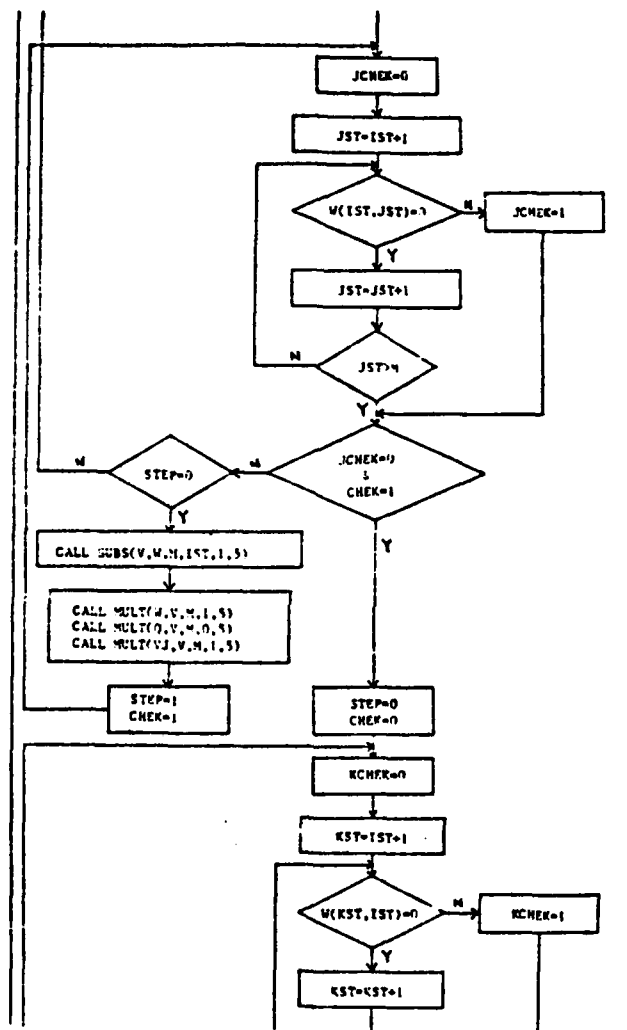 JCHEK=0
JST=IST+1
W(IST,JST)=0
N
JCHEK=1
Y
JST=JST+1
N
JST>M
Y
N
STEP=0
N
JCHEK=0
&
CHEK=1
Y
Y
CALL SUBS(V,W,M,IST,1,5)
CALL MULT(W,V,M,1,5)
CALL MULT(Q,V,M,0,5)
CALL MULT(VJ,V,M,1,5)
STEP=1
CHEK=1
STEP=0
CHEK=0
KCHEK=0
KST=IST+1
W(KST,IST)=0
N
KCHEK=1
Y
KST=KST+1